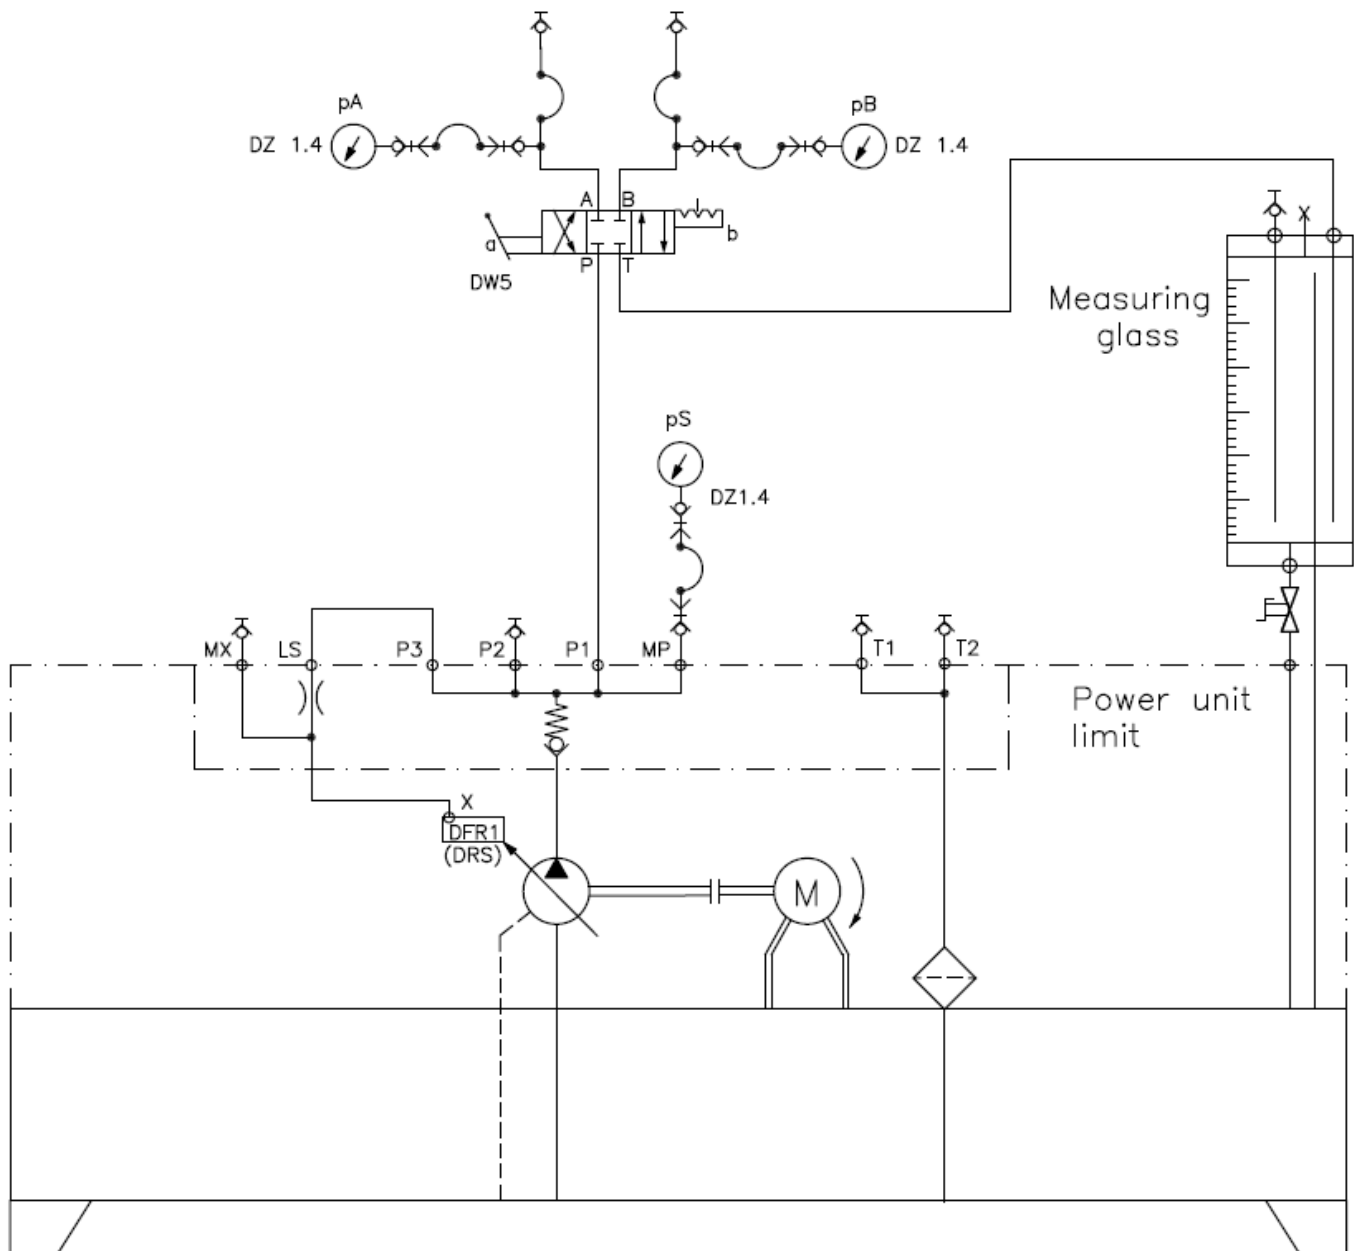 pA
pB
DZ 1.4
DZ 1.4
A
B
a
b
P
T
DW5
X
Measuring
glass
pS
DZ1.4
MX
LS
P3
P2
P1
MP
T1
T2
Power unit
limit
X
DFR1
(DRS)
M